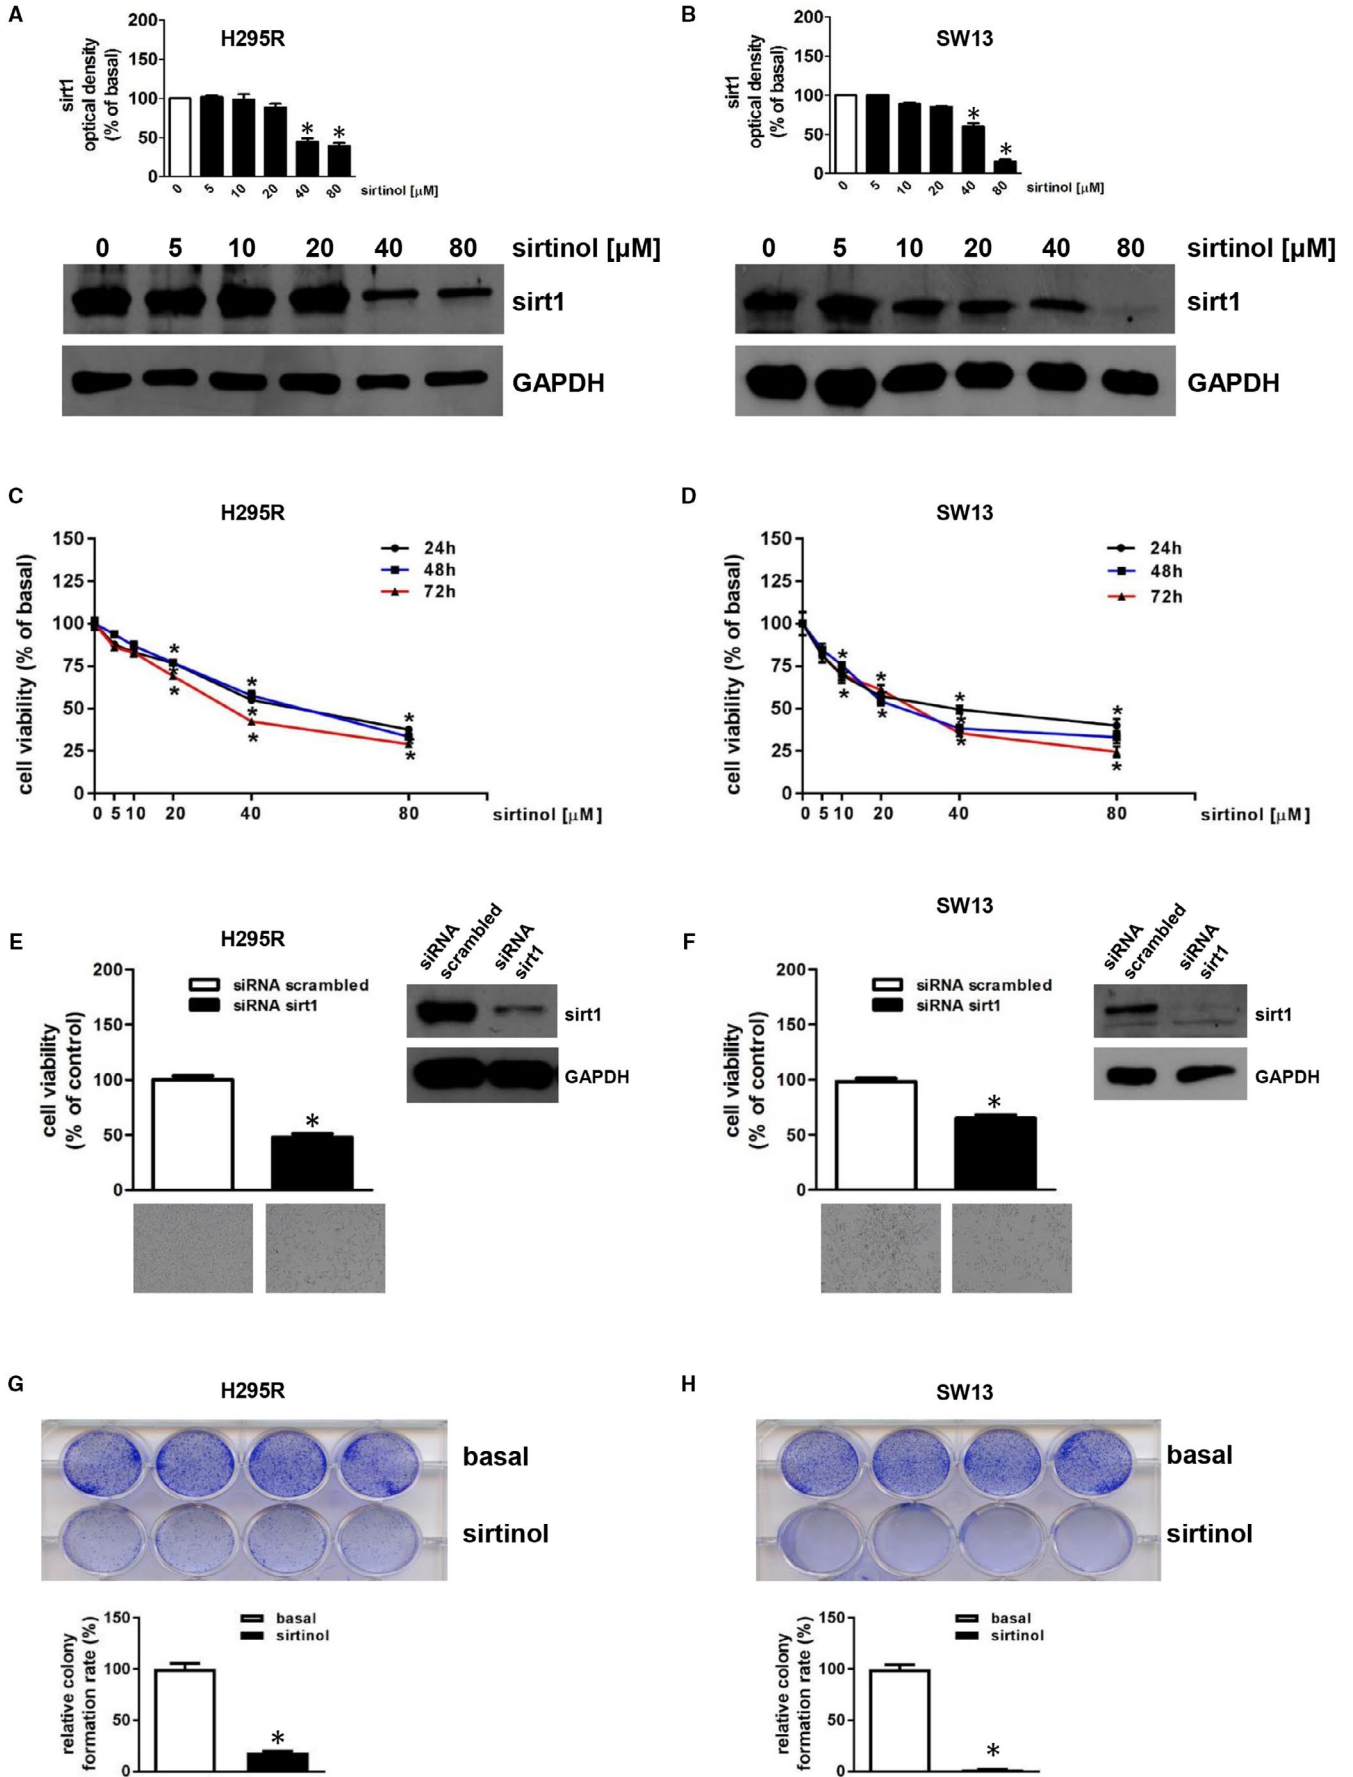 A
H295R
sirt1
optical density
(% of basal)
200
150
100
50
0
0 5 10 20 40 80 sirtinol [μM]
* *
0 5 10 20 40 80 sirtinol [μM]
sirt1
GAPDH
B
SW13
sirt1
optical density
(% of basal)
200
150
100
50
0
0 5 10 20 40 80 sirtinol [μM]
* *
0 5 10 20 40 80 sirtinol [μM]
sirt1
GAPDH
C
H295R
cell viability (% of basal)
150
125
100
75
50
25
0
24h
48h
72h
* * * * * * * *
0 5 10 20 40 80 sirtinol [μM]
D
SW13
cell viability (% of basal)
150
125
100
75
50
25
0
24h
48h
72h
* * * * * * * * *
0 5 10 20 40 80 sirtinol [μM]
E
H295R
cell viability
(% of control)
200
150
100
50
0
siRNA scrambled
siRNA sirt1
*
siRNA
scrambled
siRNA
sirt1
sirt1
GAPDH
F
SW13
cell viability
(% of control)
200
150
100
50
0
siRNA scrambled
siRNA sirt1
*
siRNA
scrambled
siRNA
sirt1
sirt1
GAPDH
G
H295R
basal
sirtinol
relative colony
formation rate (%)
150
100
50
0
basal
sirtinol
*
H
SW13
basal
sirtinol
relative colony
formation rate (%)
150
100
50
0
basal
sirtinol
*